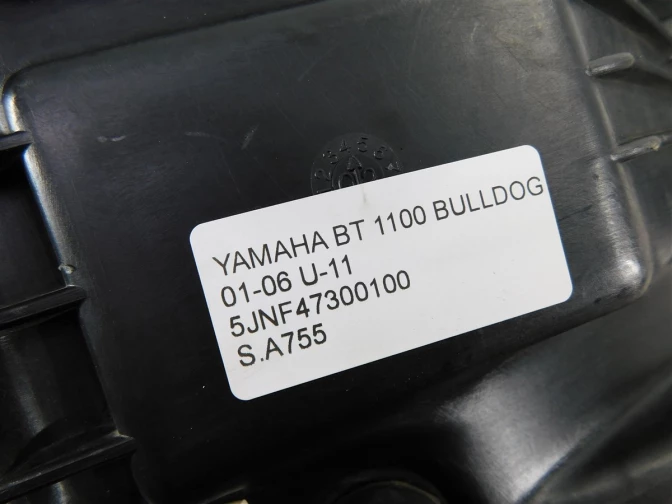 YAMAHA BT 1100 BULLDOG
01-06 U-11
5JNF47300100
S.A755